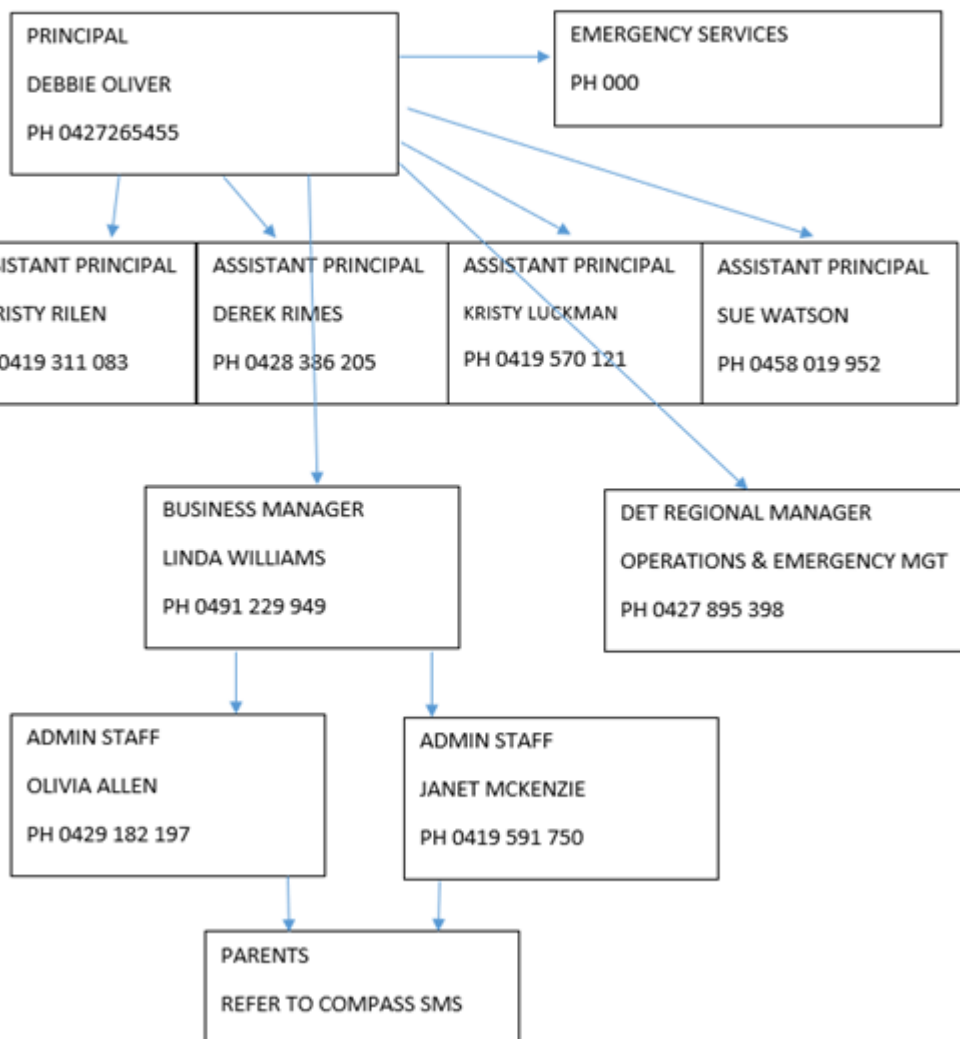 PRINCIPAL
DEBBIE OLIVER
PH 0427265455
EMERGENCY SERVICES
PH 000
ISTANT PRINCIPAL
RISTY RILEN
0419 311 083
ASSISTANT PRINCIPAL
DEREK RIMES
PH 0428 386 205
ASSISTANT PRINCIPAL
KRISTY LUCKMAN
PH 0419 570 121
ASSISTANT PRINCIPAL
SUE WATSON
PH 0458 019 952
BUSINESS MANAGER
LINDA WILLIAMS
PH 0491 229 949
DET REGIONAL MANAGER
OPERATIONS & EMERGENCY MGT
PH 0427 895 398
ADMIN STAFF
OLIVIA ALLEN
PH 0429 182 197
ADMIN STAFF
JANET MCKENZIE
PH 0419 591 750
PARENTS
REFER TO COMPASS SMS